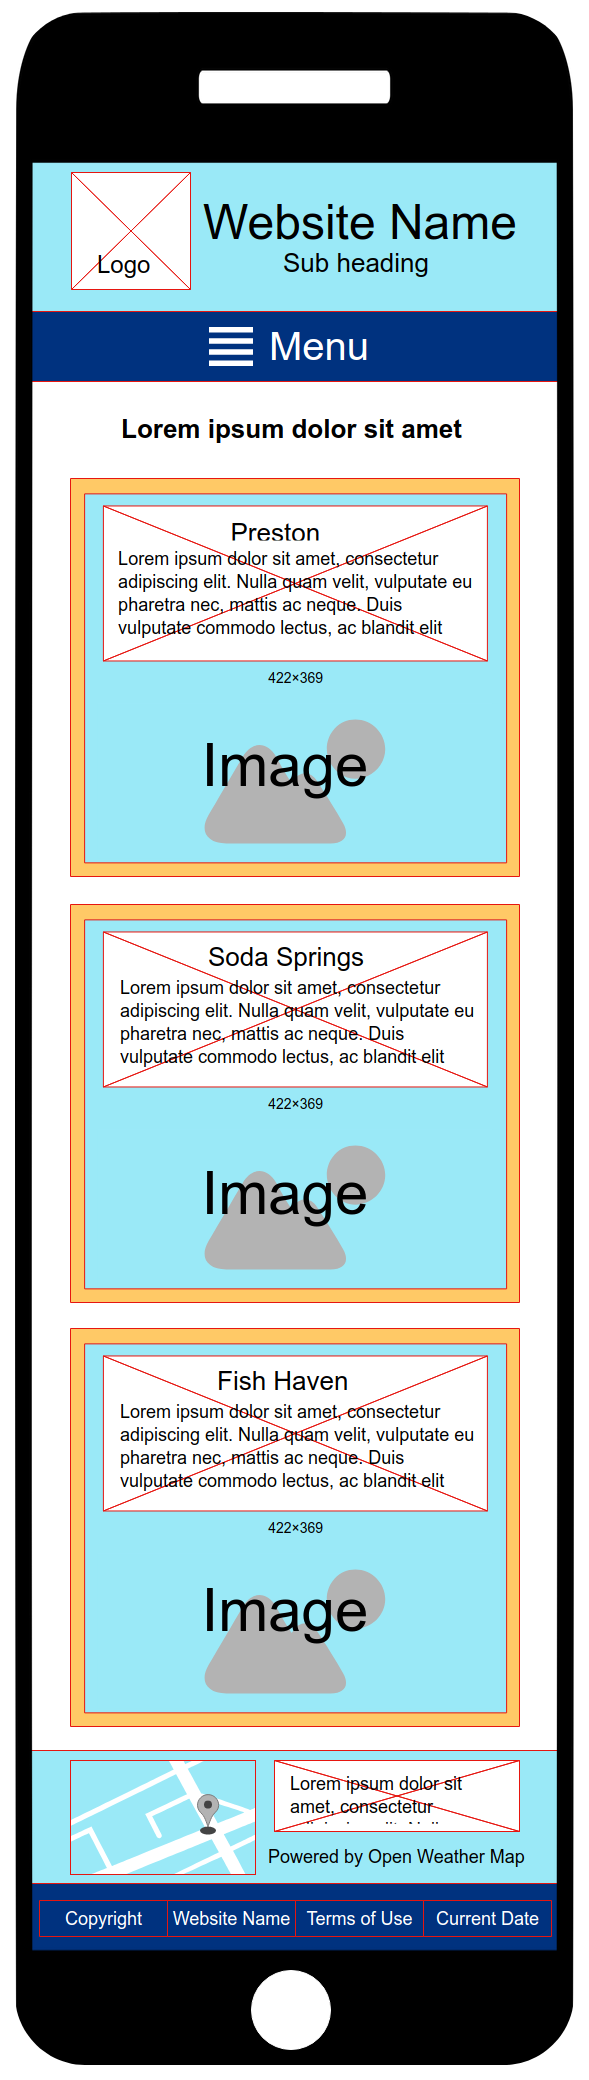 Website Name
Logo
Sub heading
Menu
Lorem ipsum dolor sit amet
Preston
Lorem ipsum dolor sit amet, consectetur
adipiscing elit. Nulla quam velit, vulputate eu
pharetra nec, mattis ac neque. Duis
vulputate commodo lectus, ac blandit elit
422×369
Image
Soda Springs
Lorem ipsum dolor sit amet, consectetur
adipiscing elit. Nulla quam velit, vulputate eu
pharetra nec, mattis ac neque. Duis
vulputate commodo lectus, ac blandit elit
422×369
Image
Fish Haven
Lorem ipsum dolor sit amet, consectetur
adipiscing elit. Nulla quam velit, vulputate eu
pharetra nec, mattis ac neque. Duis
vulputate commodo lectus, ac blandit elit
422×369
Image
Lorem ipsum dolor sit
amet, consectetur
Powered by Open Weather Map
Copyright
Website Name
Terms of Use
Current Date